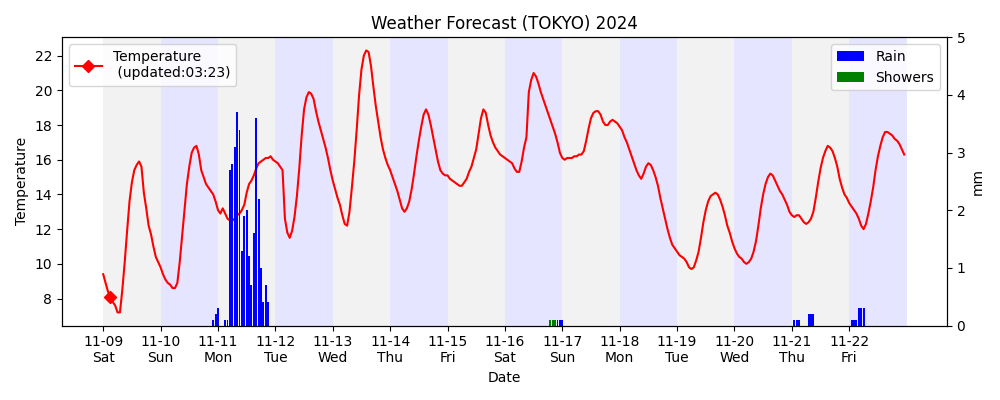 Weather Forecast (TOKYO) 2024
Temperature
(updated:03:23)
Rain
Showers
Temperature
22
20
18
16
14
12
10
8
5
4
3
2
1
0
mm
11-09 11-10 11-11 11-12 11-13 11-14 11-15 11-16 11-17 11-18 11-19 11-20 11-21 11-22
Sat Sun Mon Tue Wed Thu Fri Sat Sun Mon Tue Wed Thu Fri
Date